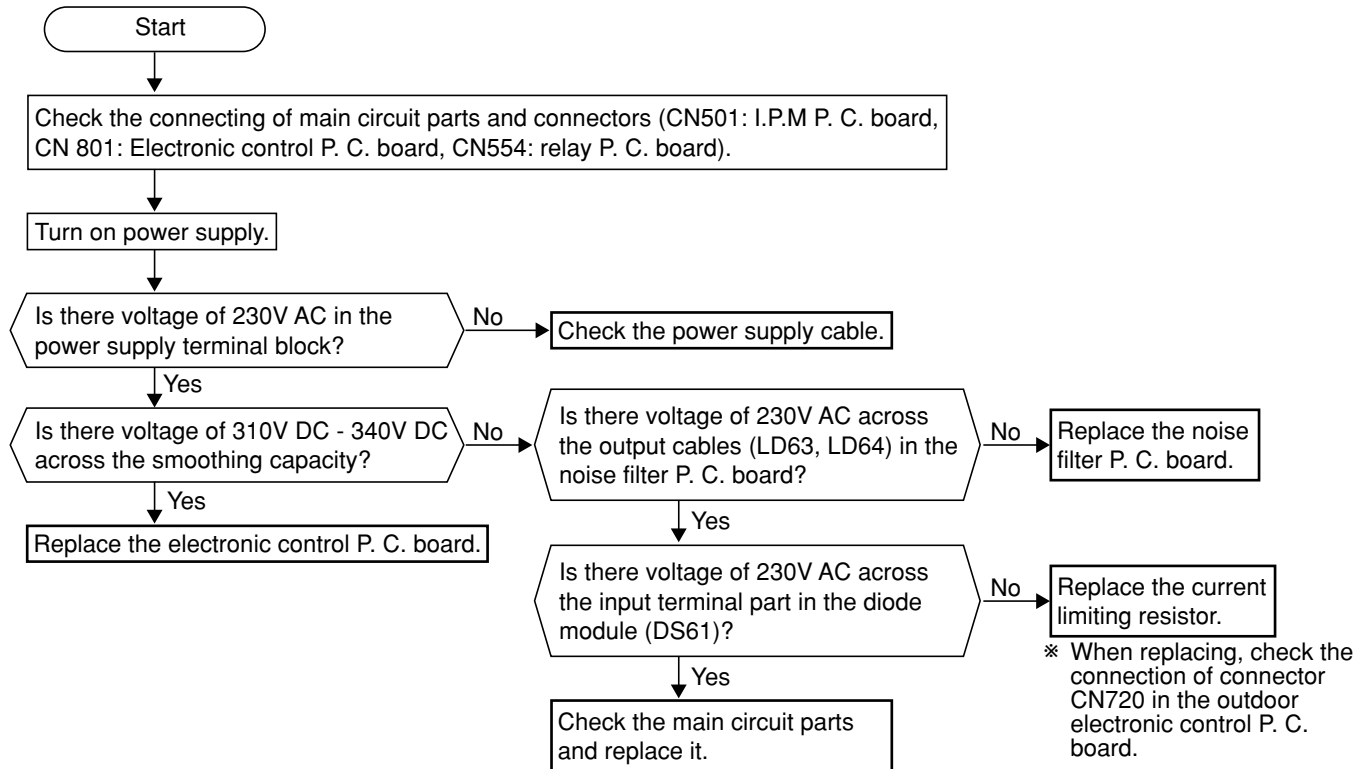 Start
Check the connecting of main circuit parts and connectors (CN501: I.P.M P. C. board,
CN 801: Electronic control P. C. board, CN554: relay P. C. board).
Turn on power supply.
Is there voltage of 230V AC in the
power supply terminal block?
No
Check the power supply cable.
Yes
Is there voltage of 310V DC - 340V DC
across the smoothing capacity?
No
Is there voltage of 230V AC across
the output cables (LD63, LD64) in the
noise filter P. C. board?
No
Replace the noise
filter P. C. board.
Yes
Replace the electronic control P. C. board.
Yes
Is there voltage of 230V AC across
the input terminal part in the diode
module (DS61)?
No
Replace the current
limiting resistor.
※ When replacing, check the
connection of connector
CN720 in the outdoor
electronic control P. C.
board.
Yes
Check the main circuit parts
and replace it.